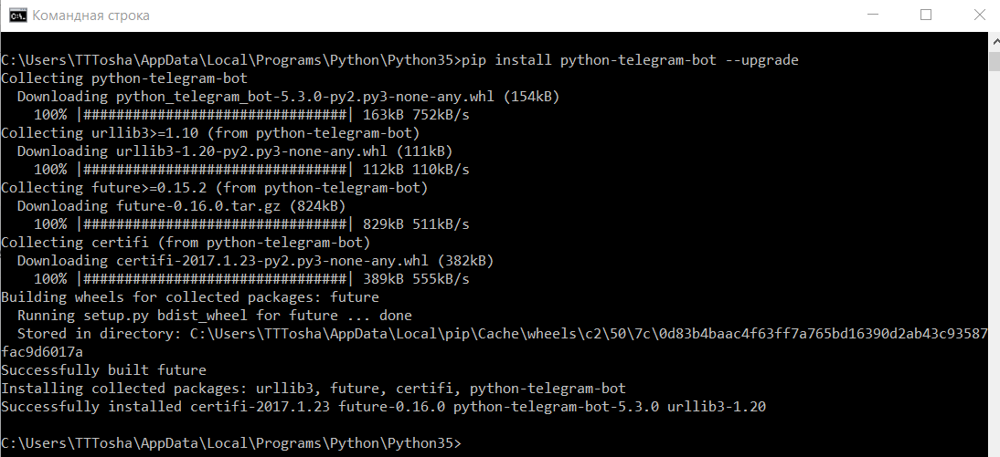 Командная строка
C:\Users\TTTosha\AppData\Local\Programs\Python\Python35>pip install python-telegram-bot --upgrade
Collecting python-telegram-bot
  Downloading python_telegram_bot-5.3.0-py2.py3-none-any.whl (154kB)
    100% |################################| 163kB 752kB/s
Collecting urllib3>=1.10 (from python-telegram-bot)
  Downloading urllib3-1.20-py2.py3-none-any.whl (111kB)
    100% |################################| 112kB 110kB/s
Collecting future>=0.15.2 (from python-telegram-bot)
  Downloading future-0.16.0.tar.gz (824kB)
    100% |################################| 829kB 511kB/s
Collecting certifi (from python-telegram-bot)
  Downloading certifi-2017.1.23-py2.py3-none-any.whl (382kB)
    100% |################################| 389kB 555kB/s
Building wheels for collected packages: future
  Running setup.py bdist_wheel for future ... done
  Stored in directory: C:\Users\TTTosha\AppData\Local\pip\Cache\wheels\c2\50\7c\0d83b4baac4f63ff7a765bd16390d2ab43c93587
fac9d6017a
Successfully built future
Installing collected packages: urllib3, future, certifi, python-telegram-bot
Successfully installed certifi-2017.1.23 future-0.16.0 python-telegram-bot-5.3.0 urllib3-1.20
C:\Users\TTTosha\AppData\Local\Programs\Python\Python35>